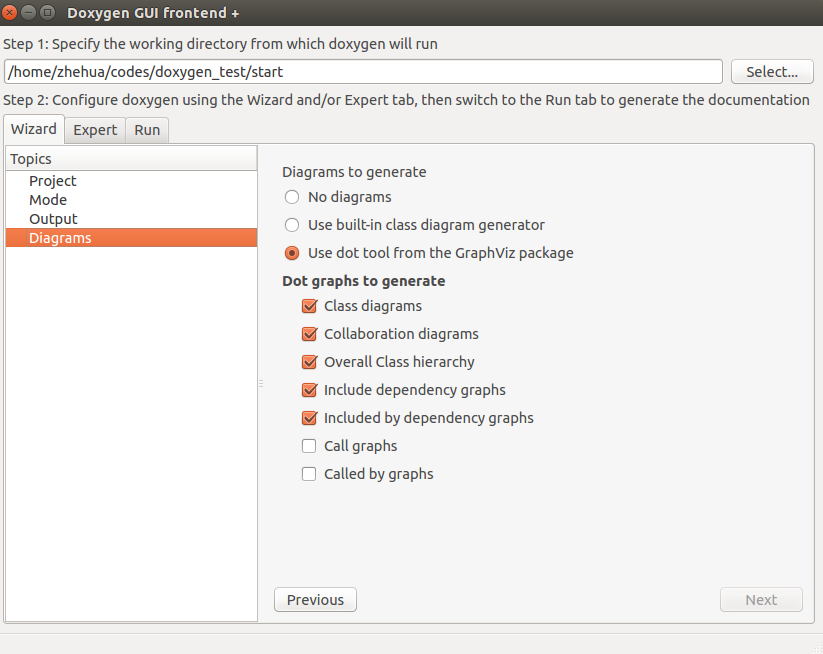 Doxygen GUI frontend +
Step 1: Specify the working directory from which doxygen will run
/home/zhehua/codes/doxygen_test/start
Select...
Step 2: Configure doxygen using the Wizard and/or Expert tab, then switch to the Run tab to generate the documentation
Wizard Expert Run
Topics
Project
Mode
Output
Diagrams
Diagrams to generate
No diagrams
Use built-in class diagram generator
Use dot tool from the GraphViz package
Dot graphs to generate
Class diagrams
Collaboration diagrams
Overall Class hierarchy
Include dependency graphs
Included by dependency graphs
Call graphs
Called by graphs
Previous
Next